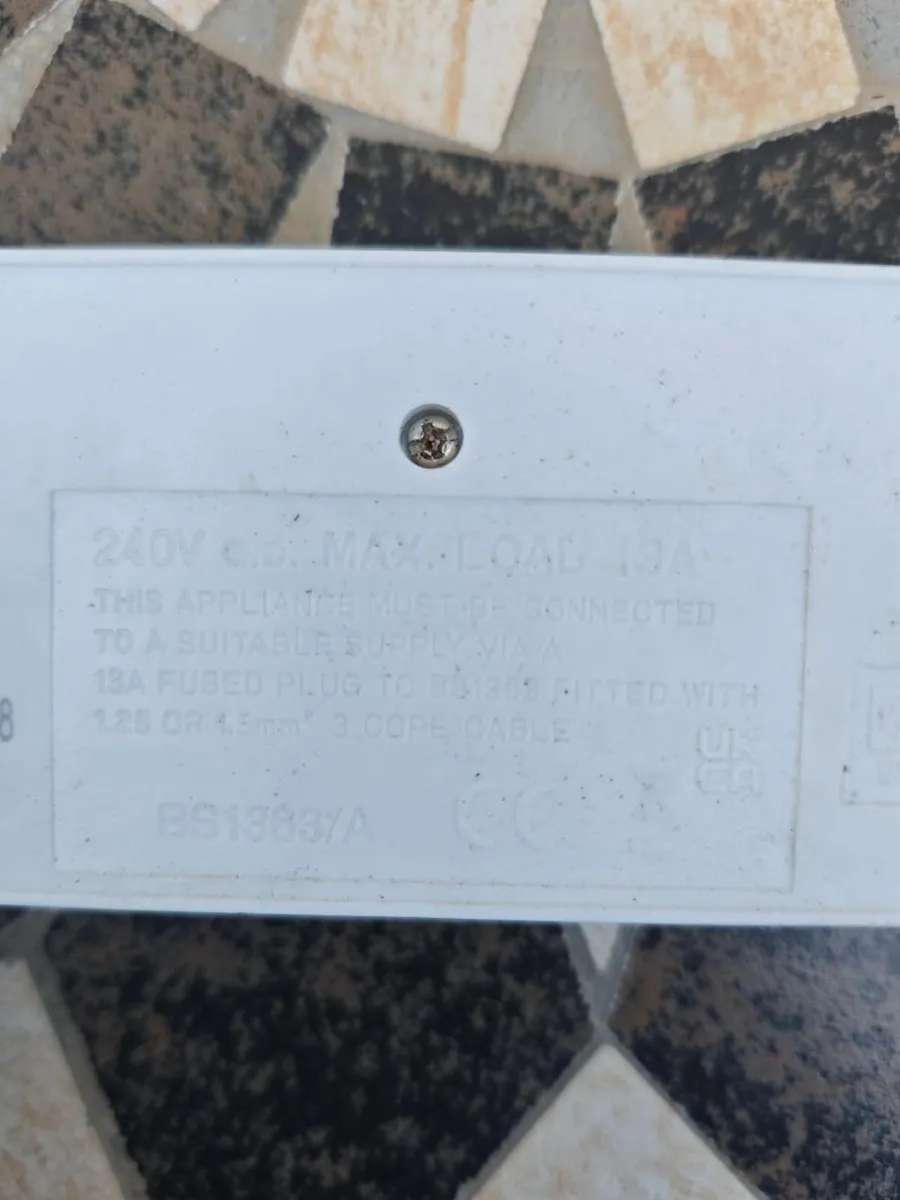 240V a.c. MAX. LOAD 13A
THIS APPLIANCE MUST BE CONNECTED
TO A SUITABLE SUPPLY VIA A
13A FUSED PLUG TO BS1363 FITTED WITH
1.25 OR 1.5mm² 3 CORE CABLE
UK
CA
BS1363/A CE
8